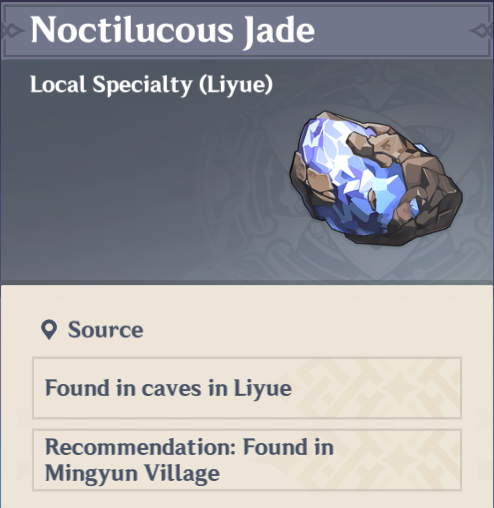 Noctilucous Jade
Local Specialty (Liyue)
Source
Found in caves in Liyue
Recommendation: Found in
Mingyun Village